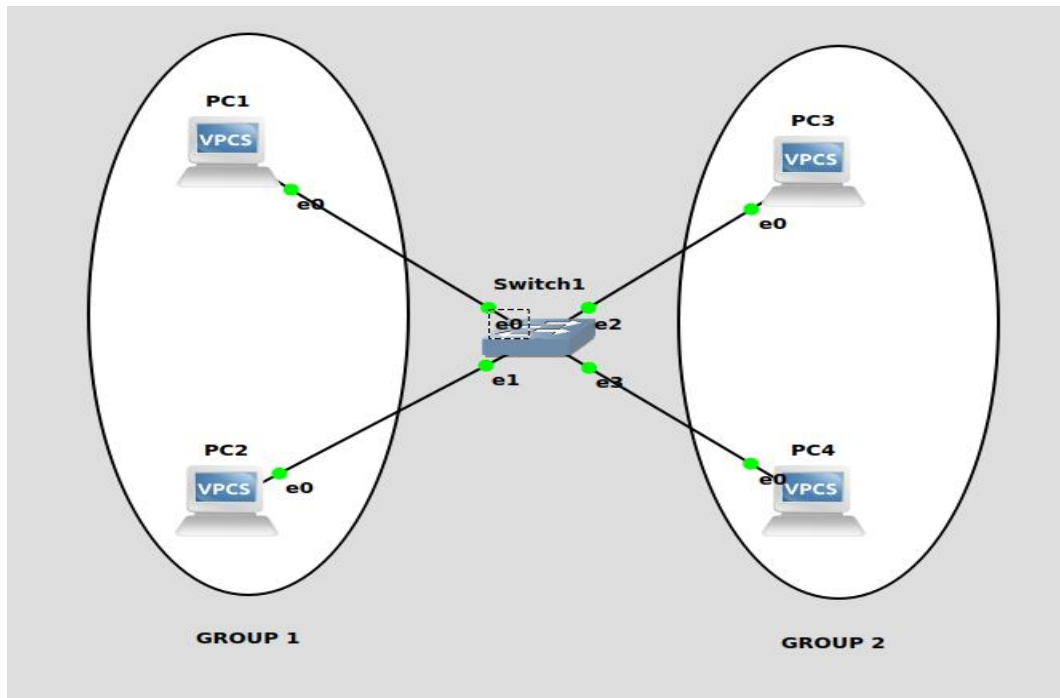 PC1
VPCS
e0
PC3
VPCS
e0
Switch1
e0
e2
e1
e3
PC2
VPCS
e0
PC4
e0
VPCS
GROUP 1
GROUP 2